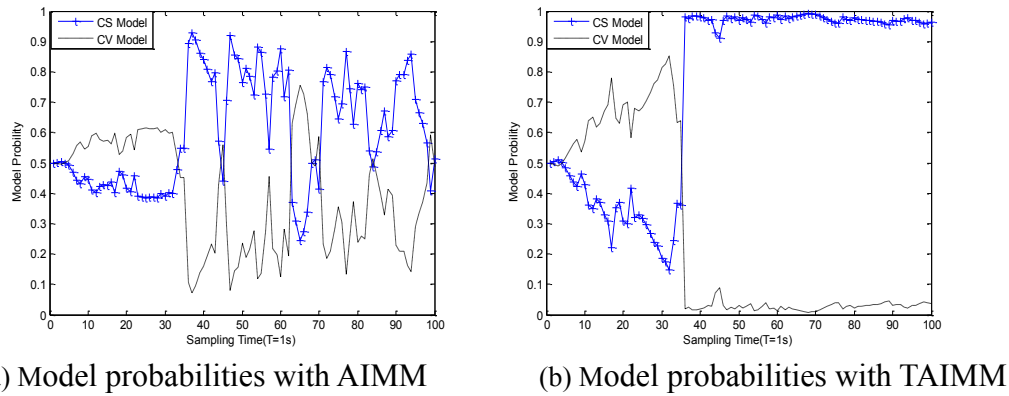 CS Model
CV Model
1
0.9
0.8
0.7
0.6
0.5
0.4
0.3
0.2
0.1
0
Model Probility
0 10 20 30 40 50 60 70 80 90 100
Sampling Time(T=1s)
) Model probabilities with AIMM
CS Model
CV Model
1
0.9
0.8
0.7
0.6
0.5
0.4
0.3
0.2
0.1
0
Model Probility
0 10 20 30 40 50 60 70 80 90 100
Sampling Time(T=1s)
(b) Model probabilities with TAIMM